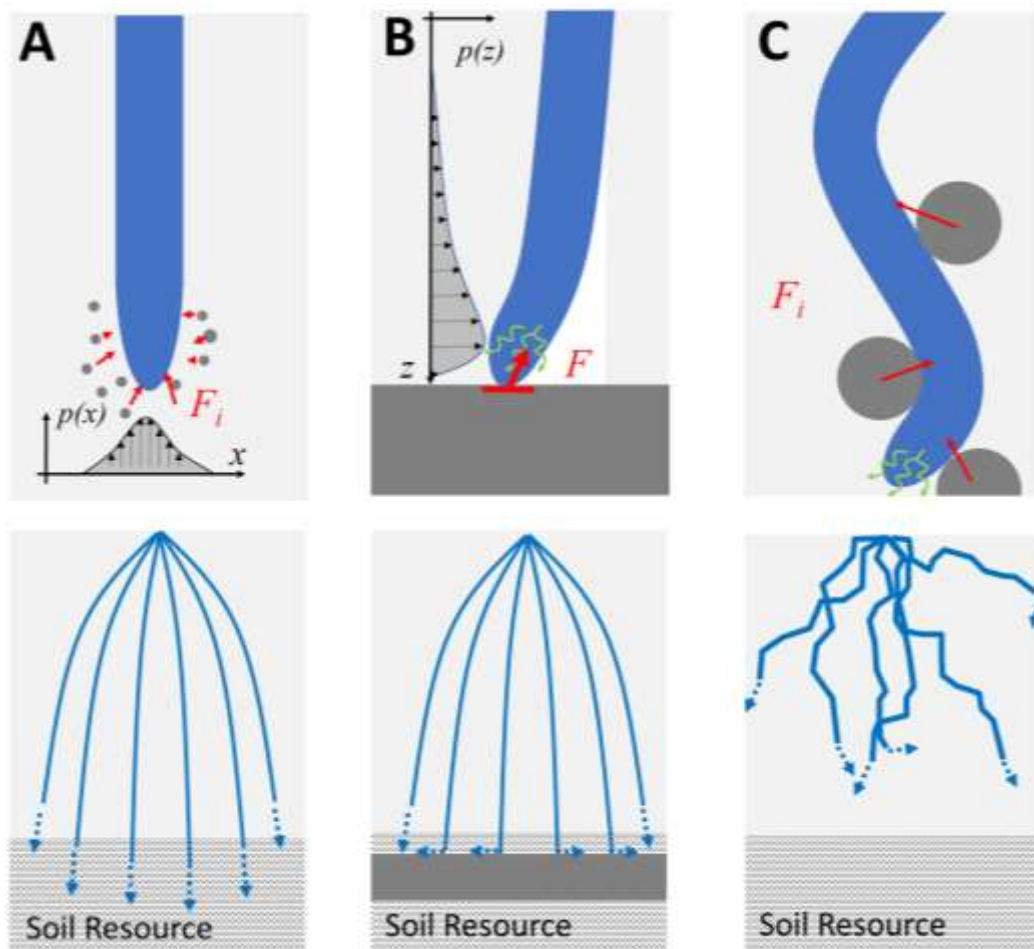 A
F_i
p(x)
x
Soil Resource
B
p(z)
z
F
Soil Resource
C
F_i
Soil Resource